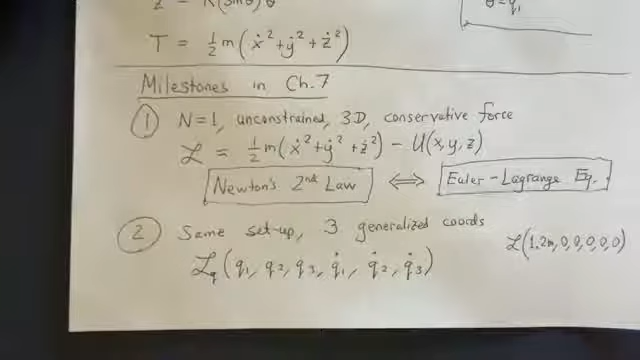 θ = q₁
T = ½m(ẋ² + ẏ² + ż²)
Milestones in Ch.7
① N=1, unconstrained, 3D, conservative force
ℒ = ½m(ẋ² + ẏ² + ż²) − U(x,y,z)
Newton's 2nd Law ⟺ Euler-Lagrange Eq.
② Same set-up, 3 generalized coords
ℒ(1.2m,0,0,0,0,0)
ℒq(q₁, q₂, q₃, q̇₁, q̇₂, q̇₃)